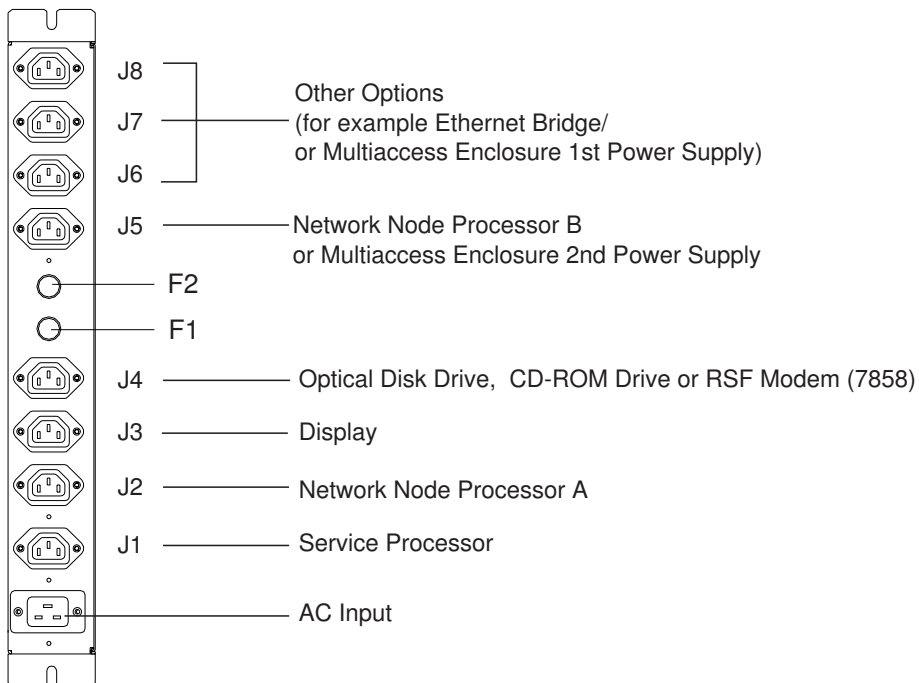 J8
J7
J6
Other Options
(for example Ethernet Bridge/
or Multiaccess Enclosure 1st Power Supply)
J5
Network Node Processor B
or Multiaccess Enclosure 2nd Power Supply
F2
F1
J4
Optical Disk Drive, CD-ROM Drive or RSF Modem (7858)
J3
Display
J2
Network Node Processor A
J1
Service Processor
AC Input